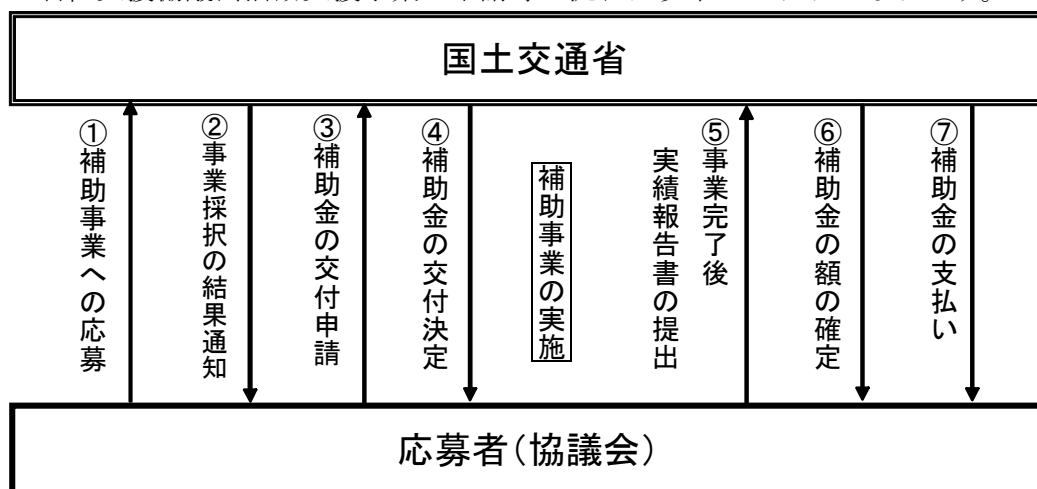 国土交通省
①補助事業への応募
②事業採択の結果通知
③補助金の交付申請
④補助金の交付決定
補助事業の実施
⑤事業完了後
実績報告書の提出
⑥補助金の額の確定
⑦補助金の支払い
応募者（協議会）